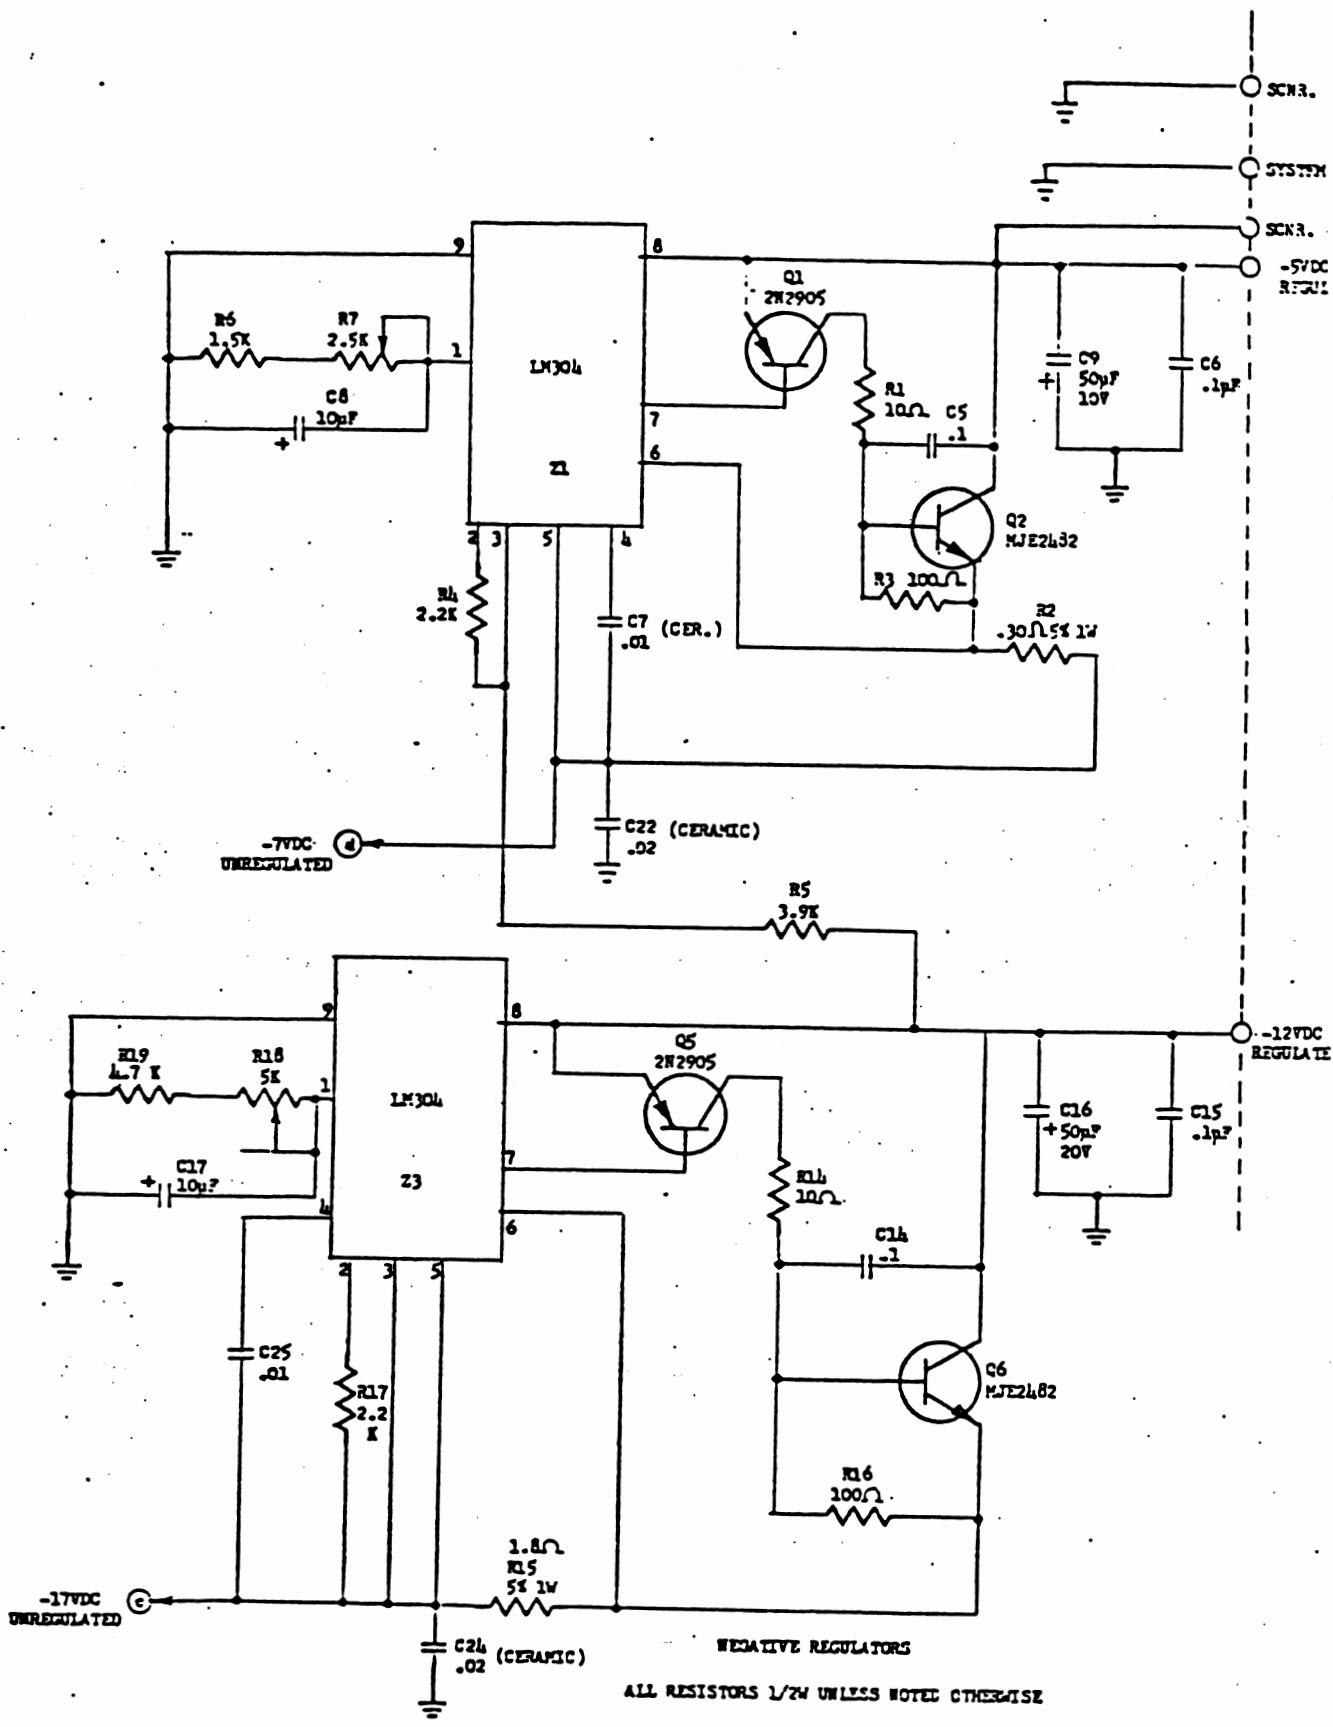 SCNR.
SYSTEM
SCNR.
-5VDC
REGUL
9
8
Q1
2N2905
R6
1.5K
R7
2.5K
1
LM304
C9
50µF
10V
+
C6
.1µF
C8
10µF
+
R1
10Ω
C5
.1
7
6
Z1
Q2
MJE2482
2
3
5
4
R4
2.2K
R3 100Ω
C7 (CER.)
.01
R2
.30Ω 5% 1W
-7VDC
UNREGULATED
d
C22 (CERAMIC)
.02
R5
3.9K
9
8
-12VDC
REGULATE
Q5
2N2905
R19
4.7 K
R18
5K
1
LM304
C16
50µF
20V
+
C15
.1µF
C17
10µF
+
7
Z3
R14
10Ω
4
6
C14
.1
2
3
5
C25
.01
R17
2.2
K
Q6
MJE2482
R16
100Ω
1.8Ω
R15
5% 1W
-17VDC
UNREGULATED
C24 (CERAMIC)
.02
NEGATIVE REGULATORS
ALL RESISTORS 1/2W UNLESS NOTED OTHERWISE